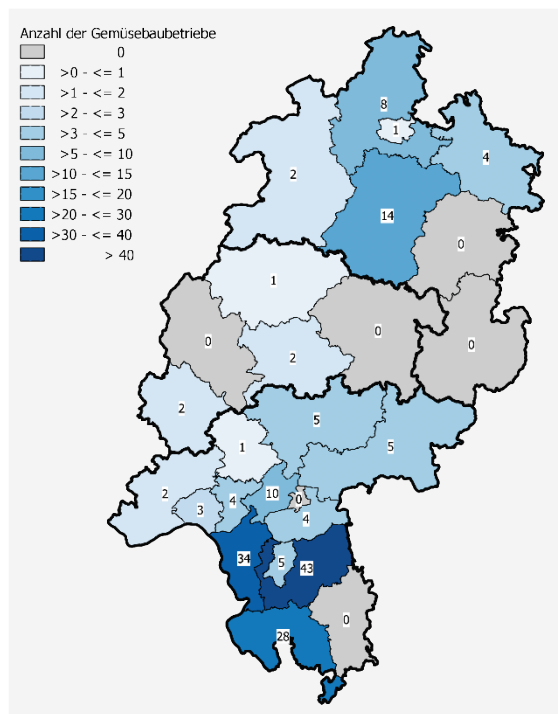 Anzahl der Gemüsebaubetriebe
0
>0 - <= 1
>1 - <= 2
>2 - <= 3
>3 - <= 5
>5 - <= 10
>10 - <= 15
>15 - <= 20
>20 - <= 30
>30 - <= 40
> 40
8
1
4
2
14
0
1
0
0
0
2
2
5
5
1
2
10
0
4
3
4
34
5
43
0
28